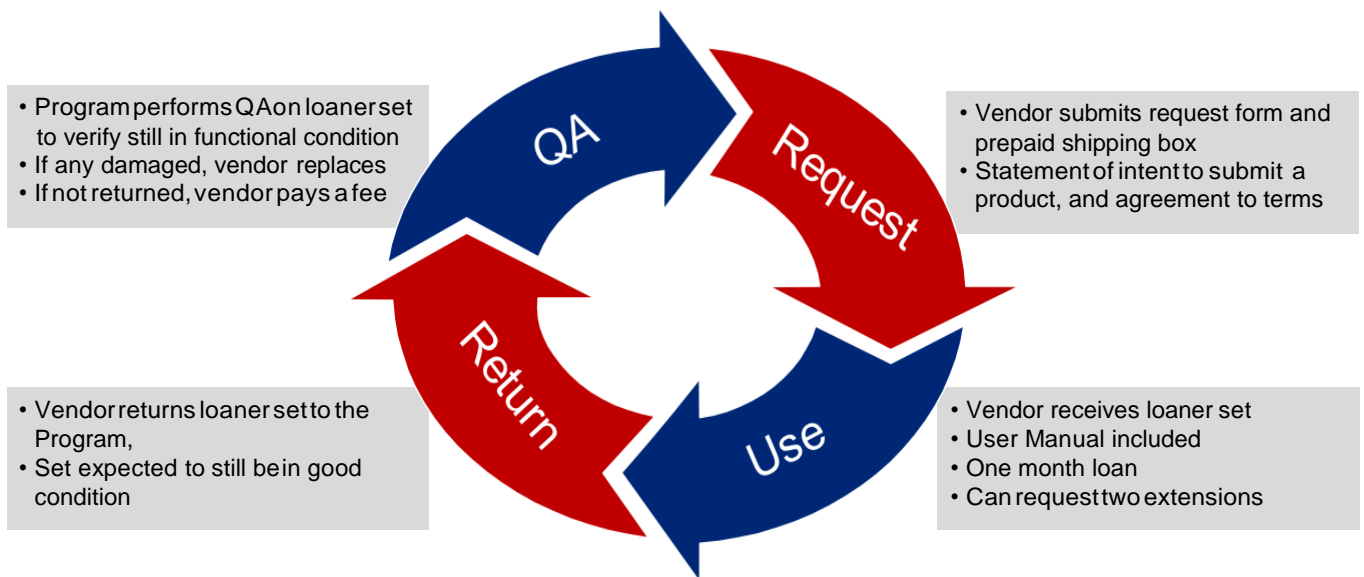 • Program performs QA on loaner set
to verify still in functional condition
• If any damaged, vendor replaces
• If not returned, vendor pays a fee
QA
Request
• Vendor submits request form and
prepaid shipping box
• Statement of intent to submit a
product, and agreement to terms
• Vendor returns loaner set to the
Program,
• Set expected to still be in good
condition
Return
Use
• Vendor receives loaner set
• User Manual included
• One month loan
• Can request two extensions